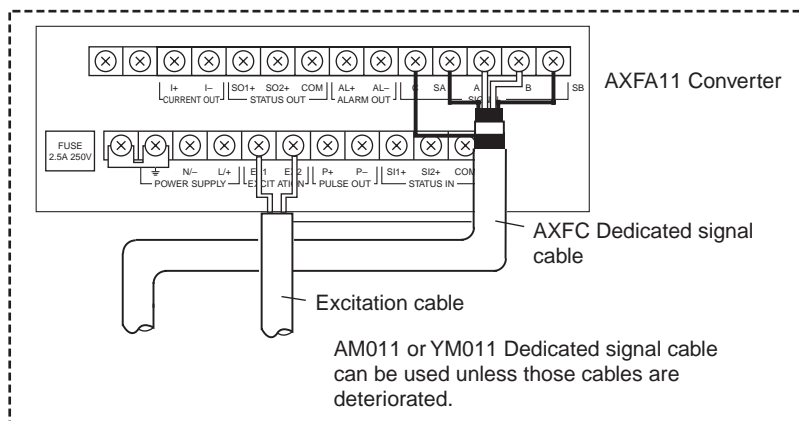 I+ I– SO1+ SO2+ COM AL+ AL– C SA A B SB
CURRENT OUT STATUS OUT ALARM OUT
AXFA11 Converter
FUSE
2.5A 250V
N/– L/+ EX2 P+ P– SI1+ SI2+ COM
POWER SUPPLY EXCITATION PULSE OUT STATUS IN
AXFC Dedicated signal
cable
Excitation cable
AM011 or YM011 Dedicated signal cable
can be used unless those cables are
deteriorated.